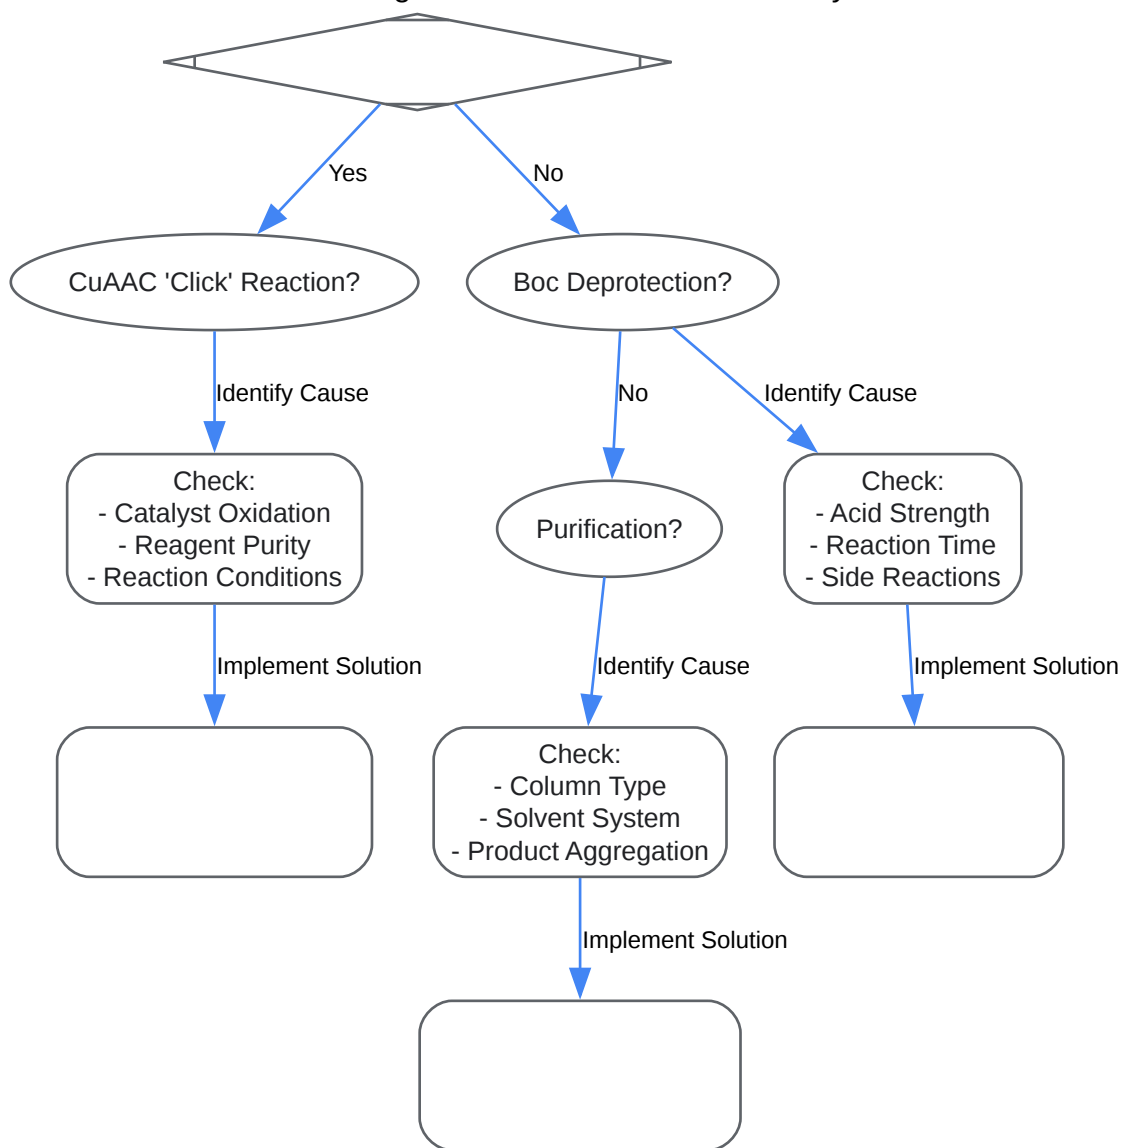 Yes
No
CuAAC 'Click' Reaction?
Boc Deprotection?
Identify Cause
No
Identify Cause
Check:
- Catalyst Oxidation
- Reagent Purity
- Reaction Conditions
Purification?
Check:
- Acid Strength
- Reaction Time
- Side Reactions
Implement Solution
Identify Cause
Implement Solution
Check:
- Column Type
- Solvent System
- Product Aggregation
Implement Solution